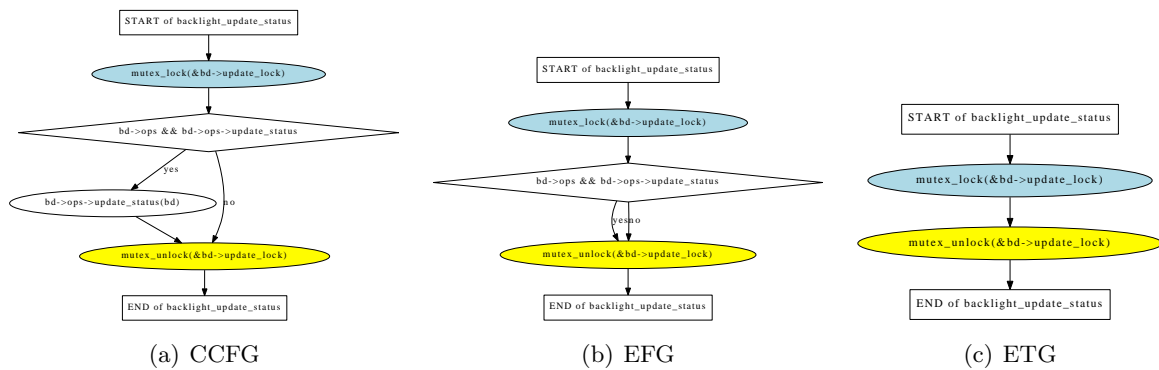 START of backlight_update_status
mutex_lock(&bd->update_lock)
bd->ops && bd->ops->update_status
yes
bd->ops->update_status(bd)
no
mutex_unlock(&bd->update_lock)
END of backlight_update_status
(a) CCFG
START of backlight_update_status
mutex_lock(&bd->update_lock)
bd->ops && bd->ops->update_status
yes
no
mutex_unlock(&bd->update_lock)
END of backlight_update_status
(b) EFG
START of backlight_update_status
mutex_lock(&bd->update_lock)
mutex_unlock(&bd->update_lock)
END of backlight_update_status
(c) ETG